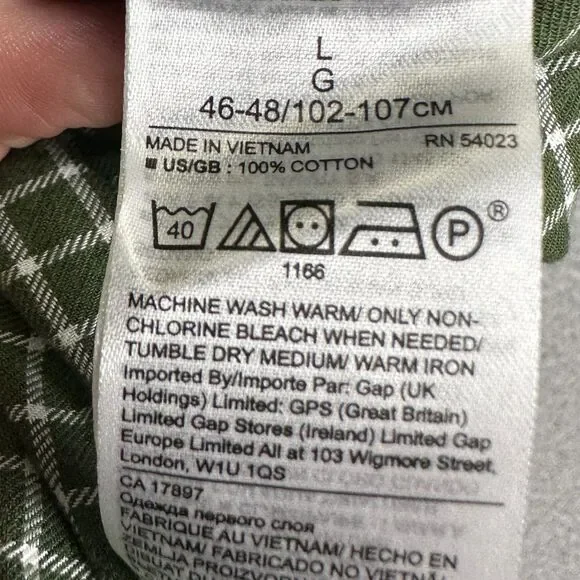 L
G
46-48/102-107CM
MADE IN VIETNAM RN 54023
US/GB : 100% COTTON
40 P ®
1166
MACHINE WASH WARM/ ONLY NON-
CHLORINE BLEACH WHEN NEEDED/
TUMBLE DRY MEDIUM/ WARM IRON
Imported By/Importe Par: Gap (UK
Holdings) Limited: GPS (Great Britain)
Limited Gap Stores (Ireland) Limited Gap
Europe Limited All at 103 Wigmore Street,
London, W1U 1QS
CA 17897
Одежда первого слоя
FABRIQUE AU VIETNAM/ HECHO EN
VIETNAM/ FABRICADO NO VIETNAM/
ZEMLJA